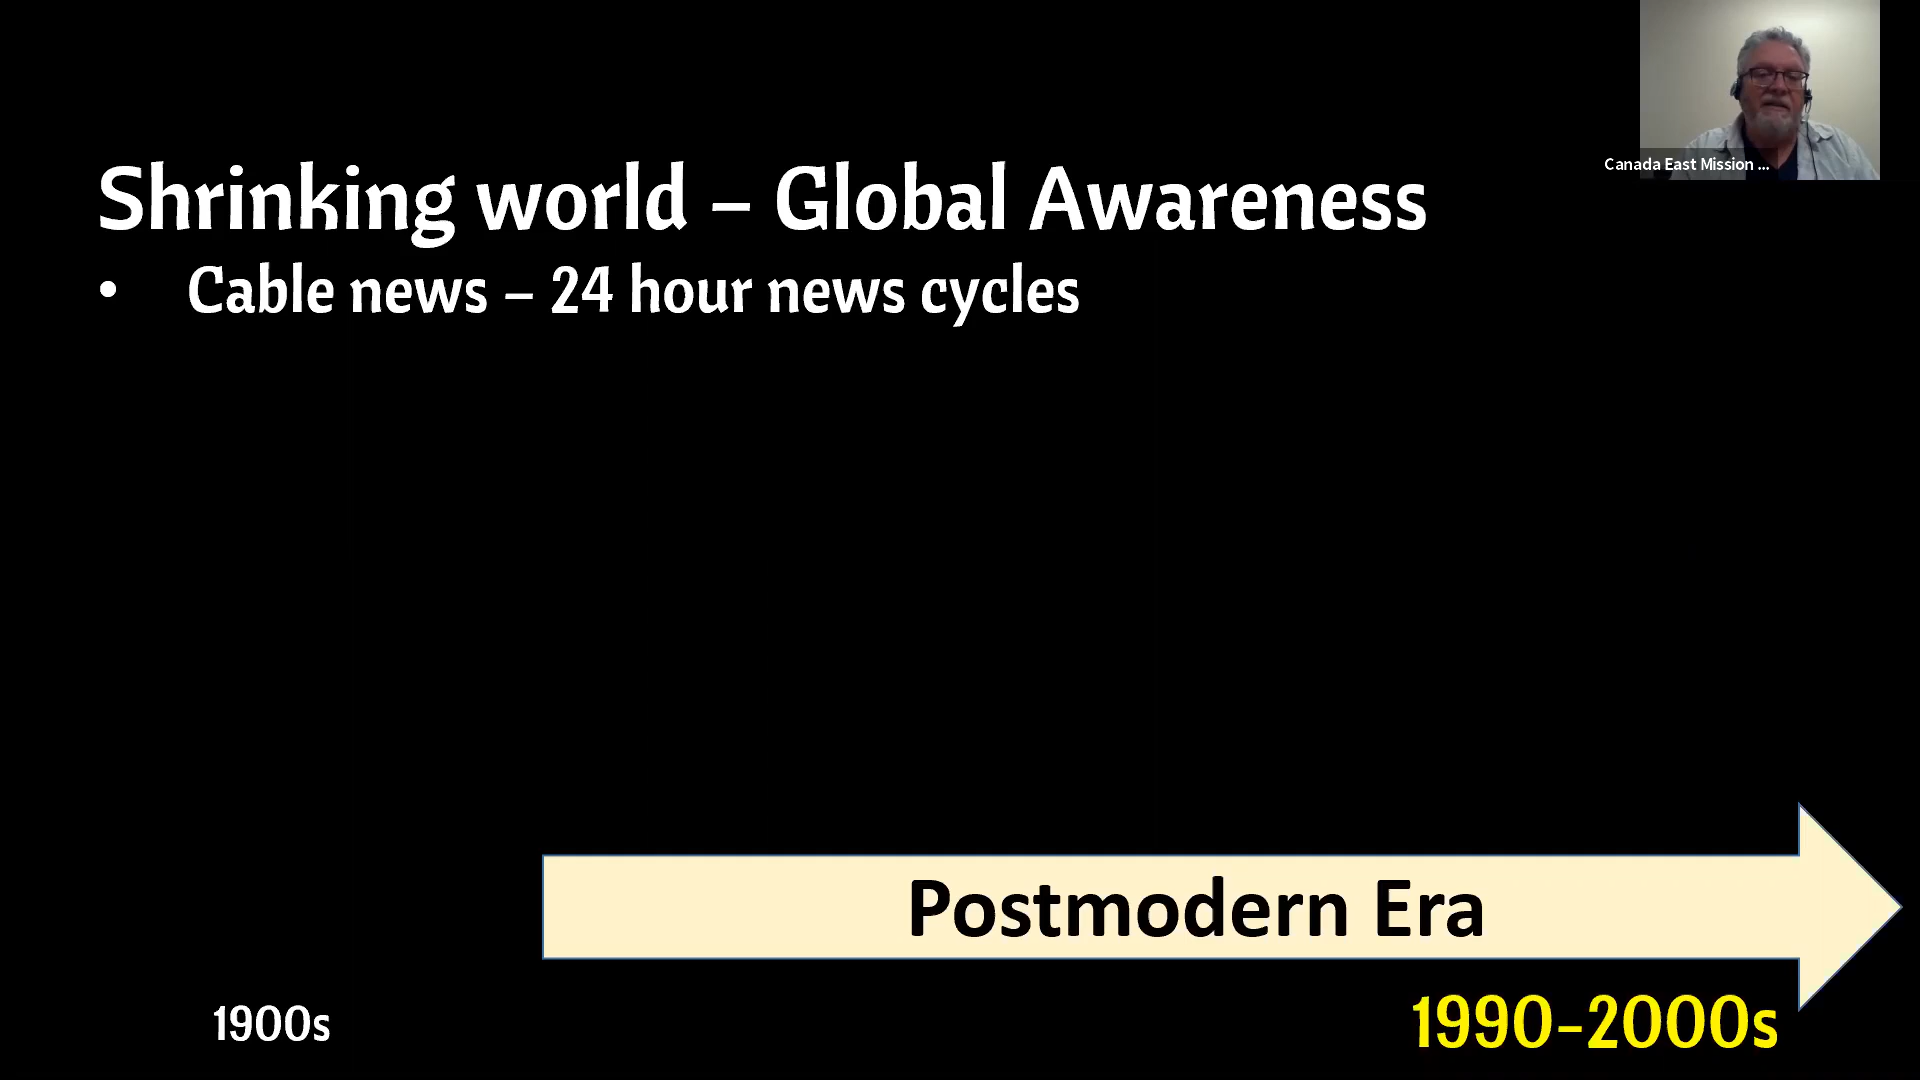 Canada East Mission ...
Shrinking world – Global Awareness
• Cable news – 24 hour news cycles
Postmodern Era
1900s
1990-2000s